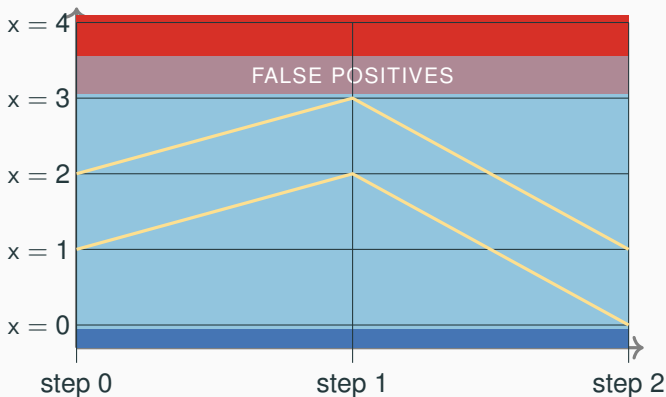 x = 4
FALSE POSITIVES
x = 3
x = 2
x = 1
x = 0
step 0
step 1
step 2